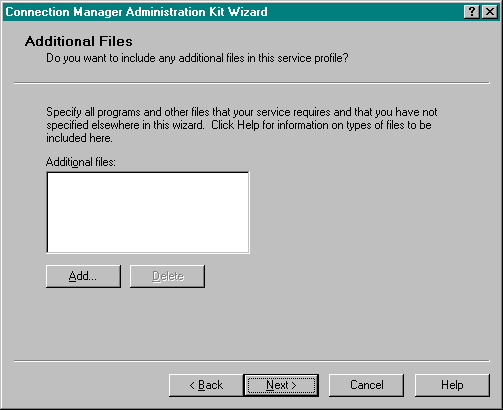 Connection Manager Administration Kit Wizard
Additional Files
Do you want to include any additional files in this service profile?
Specify all programs and other files that your service requires and that you have not
specified elsewhere in this wizard. Click Help for information on types of files to be
included here.
Additional files:
Add... Delete
< Back Next > Cancel Help